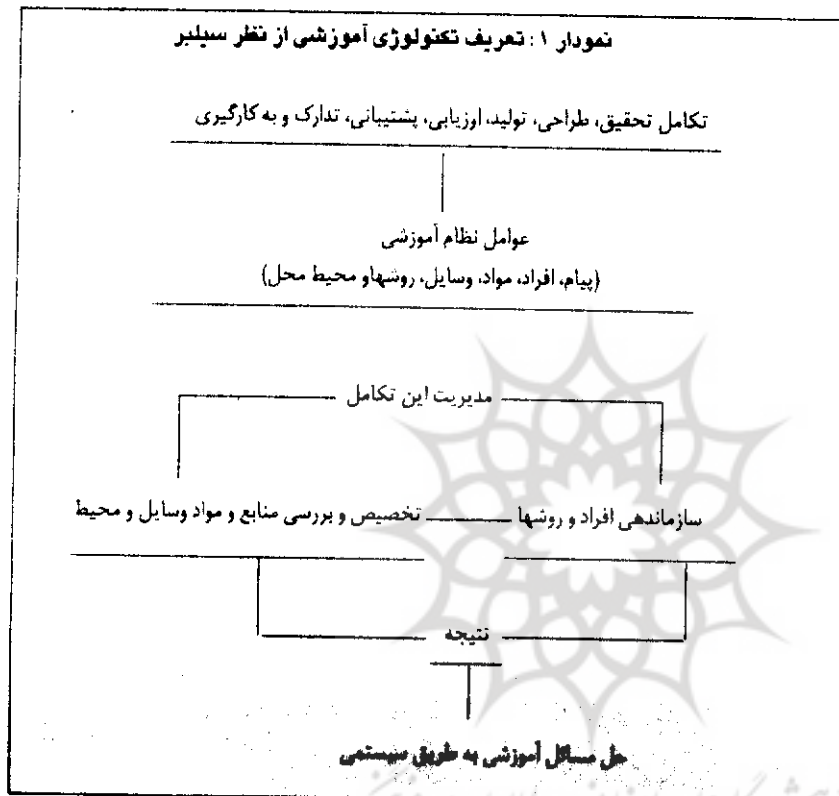 نمودار ۱ : تعریف تکنولوژی آموزشی از نظر سیلبر
تکامل تحقیق، طراحی، تولید، اوزیابی، پشتیبانی، تدارک و به کارگیری
عوامل نظام آموزشی
(پیام، افراد، مواد، وسایل، روشهاو محیط محل)
مدیریت این تکامل
سازماندهی افراد و روشها
تخصیص و بررسی منابع و مواد وسایل و محیط
نتیجه
حل مسائل آموزشی به طریق سیستمی